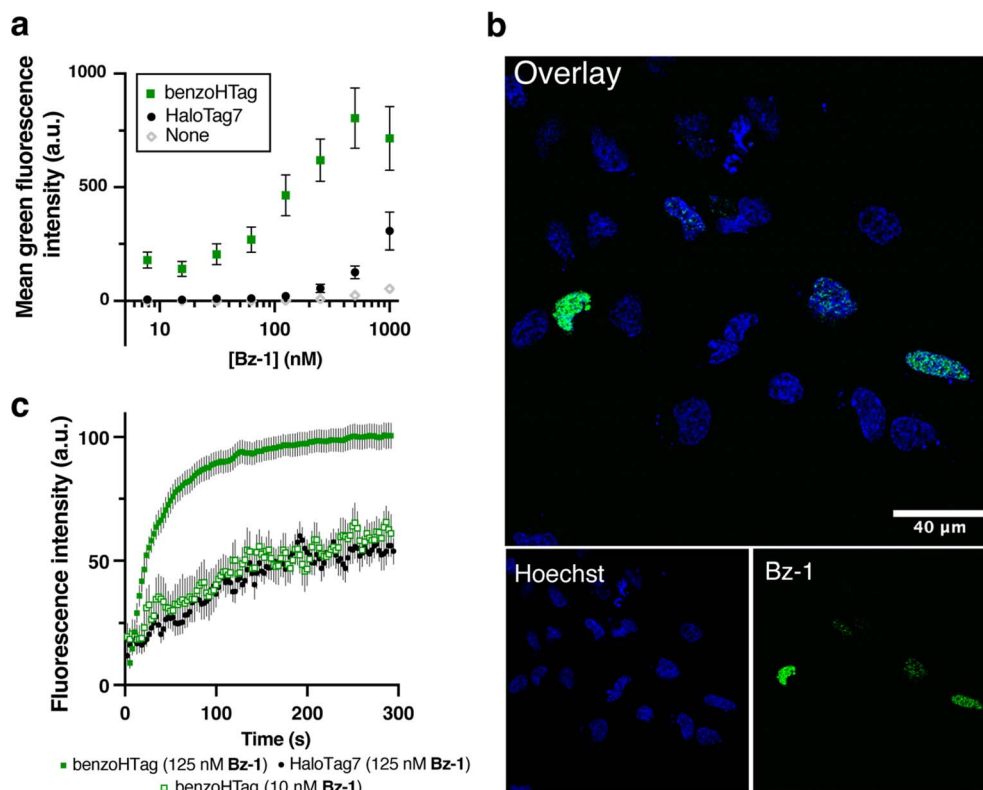 a
Mean green fluorescence
intensity (a.u.)
1000
500
0
benzoHTag
HaloTag7
None
10
100
1000
[Bz-1] (nM)
b
Overlay
40 µm
Hoechst
Bz-1
c
Fluorescence intensity (a.u.)
100
50
0
0
100
200
300
Time (s)
benzoHTag (125 nM Bz-1) HaloTag7 (125 nM Bz-1)
benzoHTag (10 nM Bz-1)